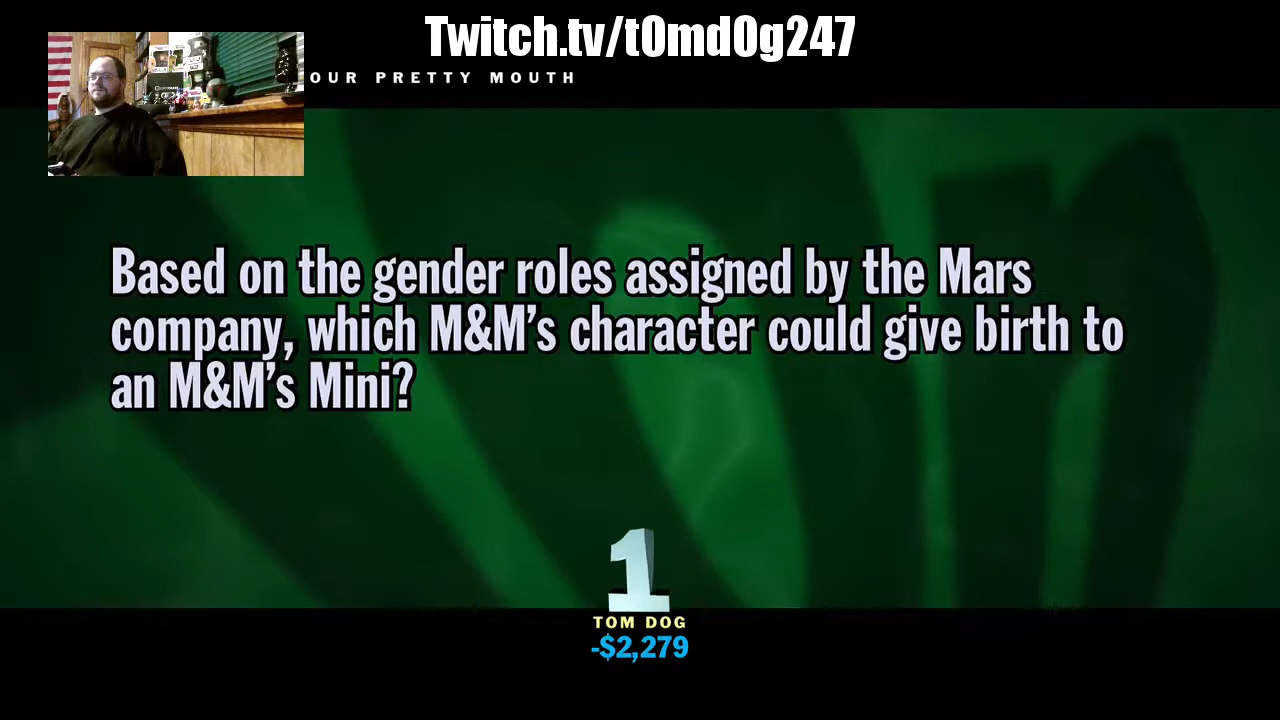 Twitch.tv/t0md0g247
OUR PRETTY MOUTH
Based on the gender roles assigned by the Mars
company, which M&M's character could give birth to
an M&M's Mini?
1
TOM DOG
-$2,279